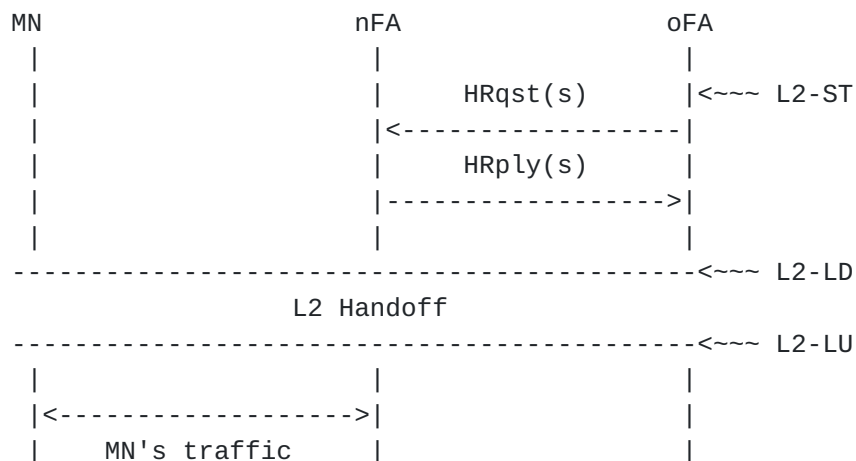 MN                    nFA                 oFA
 |                     |                   |
 |                     |     HRqst(s)      |<~~~ L2-ST
 |                     |<------------------|
 |                     |     HRply(s)      |
 |                     |------------------>|
 |                     |                   |
--------------------------------------------<~~~ L2-LD
                  L2 Handoff
--------------------------------------------<~~~ L2-LU
 |                     |                   |
 |<------------------->|                   |
 |    MN's traffic     |                   |